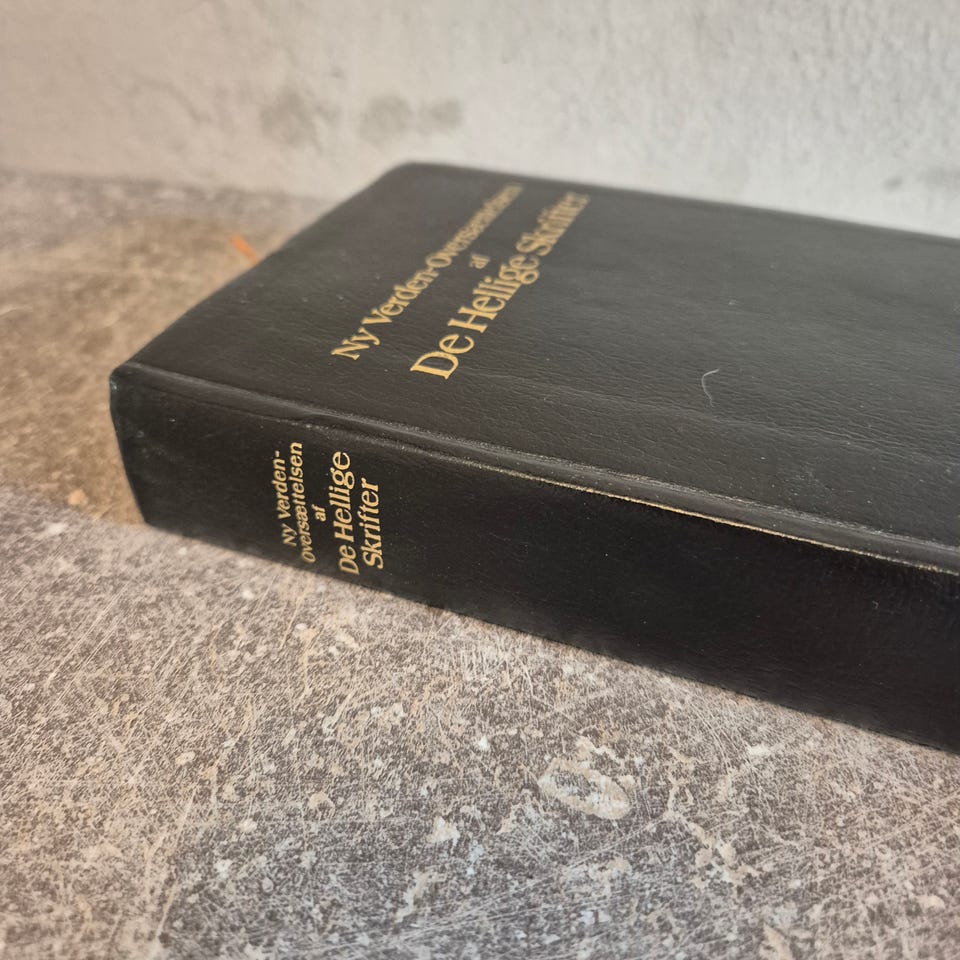 Ny Verden-Oversættelsen
af
De Hellige Skrifter
Ny Verden-
Oversættelsen
af
De Hellige
Skrifter